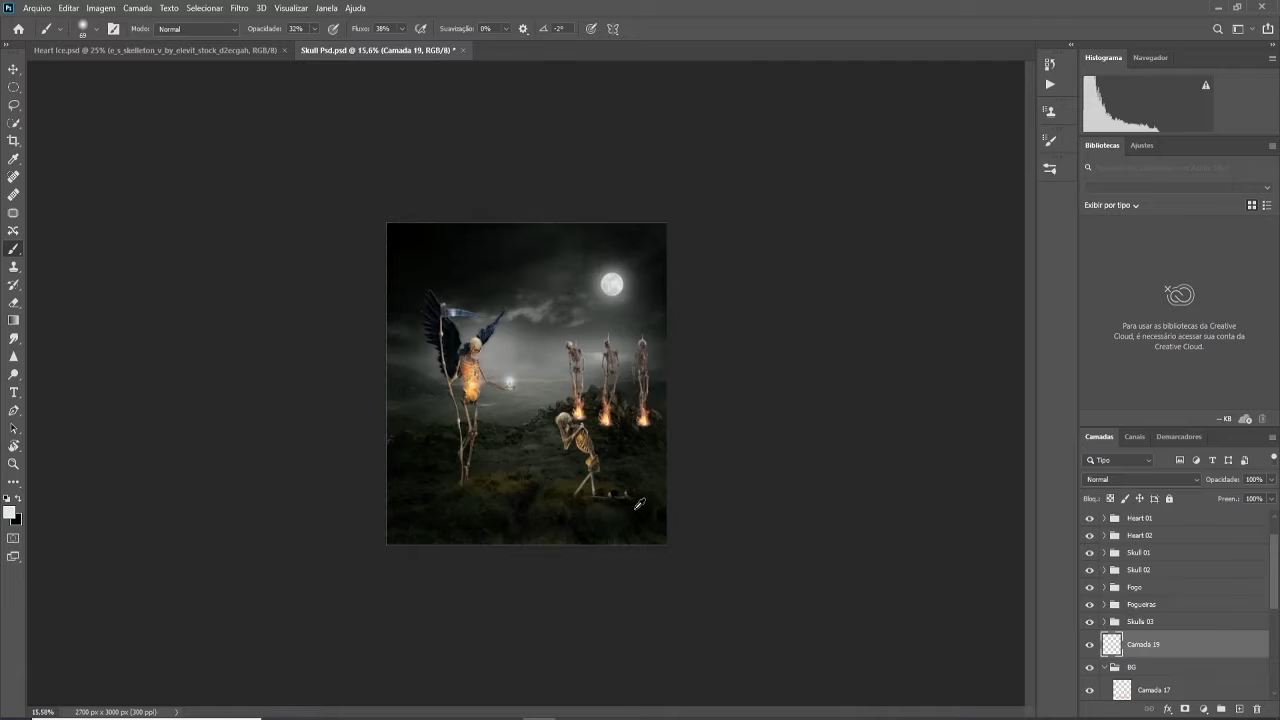 Arquivo Editar Imagem Camada Texto Selecionar Filtro 3D Visualizar Janela Ajuda
69 Modo: Normal Opacidade: 32% Fluxo: 38% Suavização: 0% -2°
Heart Ice.psd @ 25% (e_s_skelleton_v_by_elevit_stock_d2ecgah, RGB/8) × Skull Psd.psd @ 15,6% (Camada 19, RGB/8) * ×
Histograma Navegador
Bibliotecas Ajustes
Exibir por tipo
Para usar as bibliotecas da Creative
Cloud, é necessário acessar sua conta da
Creative Cloud.
-- KB
Camadas Canais Demarcadores
Tipo
Normal Opacidade: 100%
Bloq.: Preen.: 100%
Heart 01
Heart 02
Skull 01
Skull 02
Fogo
Fogueiras
Skulls 03
Camada 19
BG
Camada 17
15,58% 2700 px x 3000 px (300 ppi)